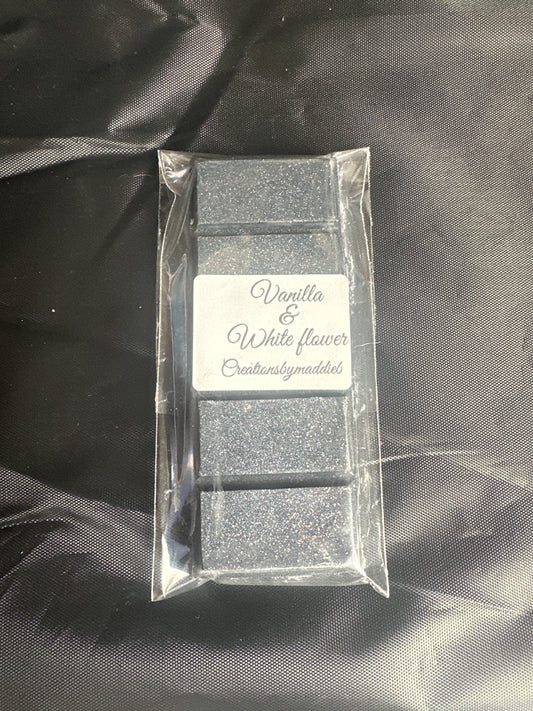 Vanilla
&
White flower
Creationsbymaddie6